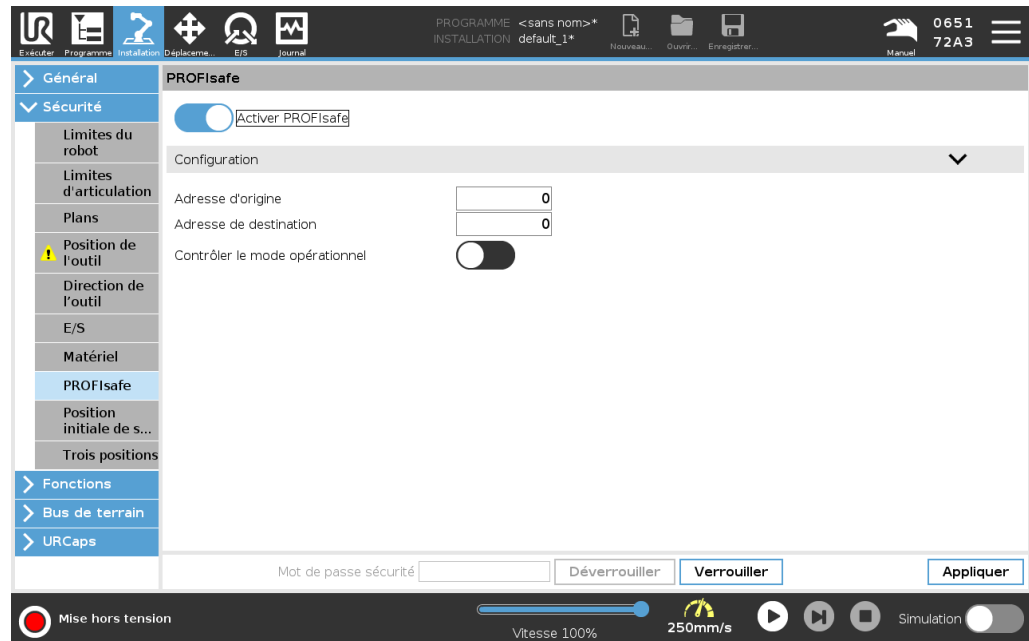 PROGRAMME <sans nom>*
INSTALLATION default_1*
UR
Exécuter
Programme
Installation
Déplaceme...
E/S
Journal
Nouveau...
Ouvrir...
Enregistrer...
Manuel
0651
72A3
Général
Sécurité
Limites du
robot
Limites
d'articulation
Plans
Position de
l'outil
Direction de
l'outil
E/S
Matériel
PROFIsafe
Position
initiale de s...
Trois positions
Fonctions
Bus de terrain
URCaps
PROFIsafe
Activer PROFIsafe
Configuration
Adresse d'origine 0
Adresse de destination 0
Contrôler le mode opérationnel
Mot de passe sécurité Déverrouiller Verrouiller Appliquer
Mise hors tension
Vitesse 100%
250mm/s
Simulation